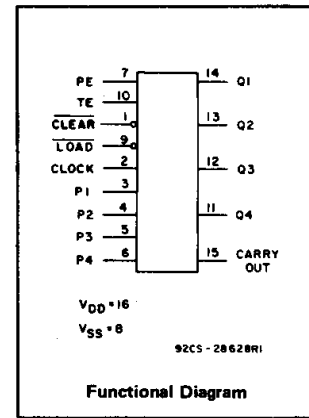 PE 7 14 Q1
TE 10
CLEAR 1 13 Q2
LOAD 9
CLOCK 2 12 Q3
P1 3
P2 4 11 Q4
P3 5
P4 6 15 CARRY
OUT
VDD = 16
VSS = 8
92CS-28628R1
Functional Diagram